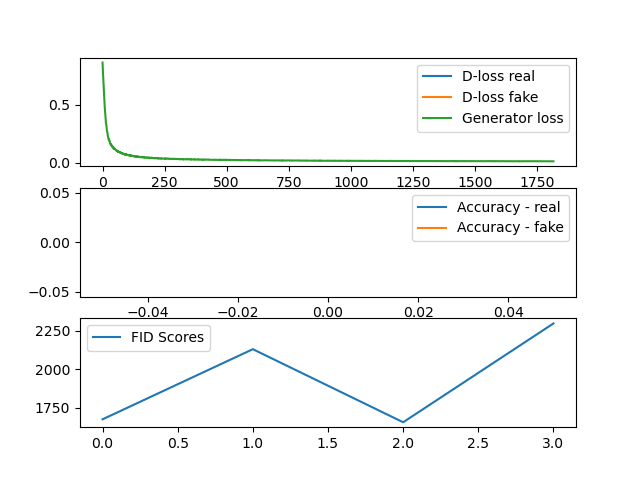 D-loss real
D-loss fake
Generator loss
0.5
0.0
0 250 500 750 1000 1250 1500 1750
Accuracy - real
Accuracy - fake
0.05
0.00
−0.05
−0.04 −0.02 0.00 0.02 0.04
FID Scores
2250
2000
1750
0.0 0.5 1.0 1.5 2.0 2.5 3.0